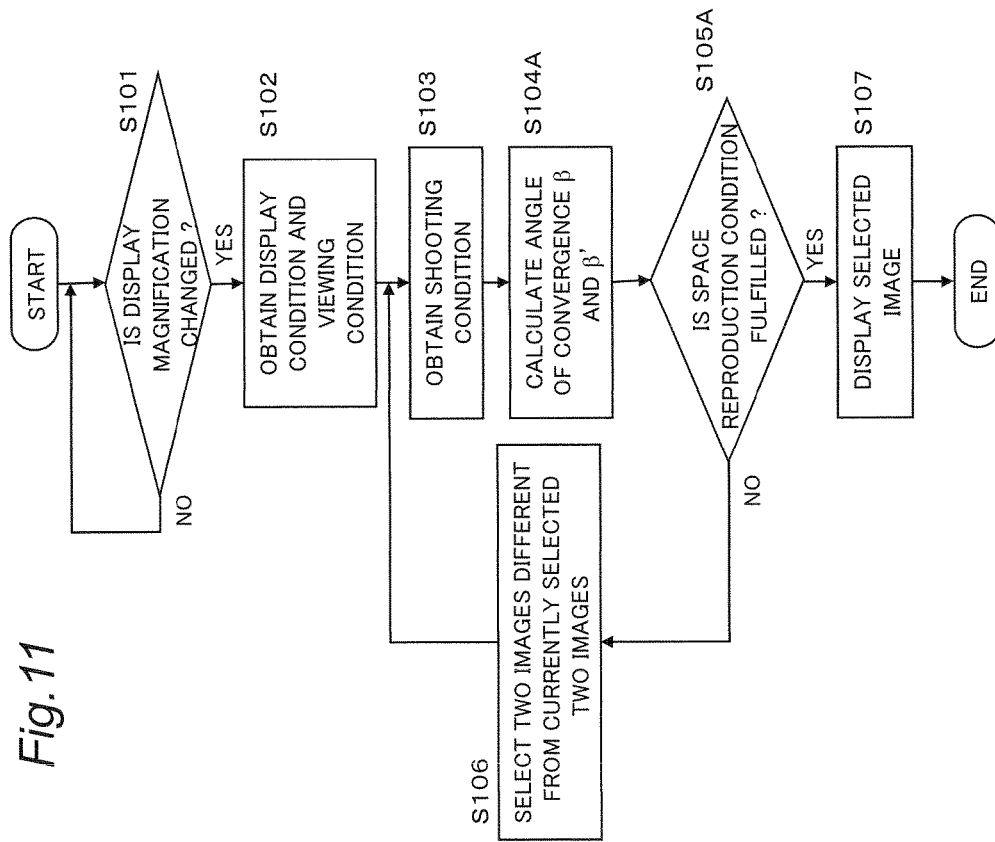 Fig. 11
START
S101
IS DISPLAY
MAGNIFICATION
CHANGED ?
NO
YES
S102
OBTAIN DISPLAY
CONDITION AND
VIEWING
CONDITION
S103
OBTAIN SHOOTING
CONDITION
S104A
CALCULATE ANGLE
OF CONVERGENCE β
AND β'
S105A
IS SPACE
REPRODUCTION CONDITION
FULFILLED ?
NO
YES
S106
SELECT TWO IMAGES DIFFERENT
FROM CURRENTLY SELECTED
TWO IMAGES
S107
DISPLAY SELECTED
IMAGE
END